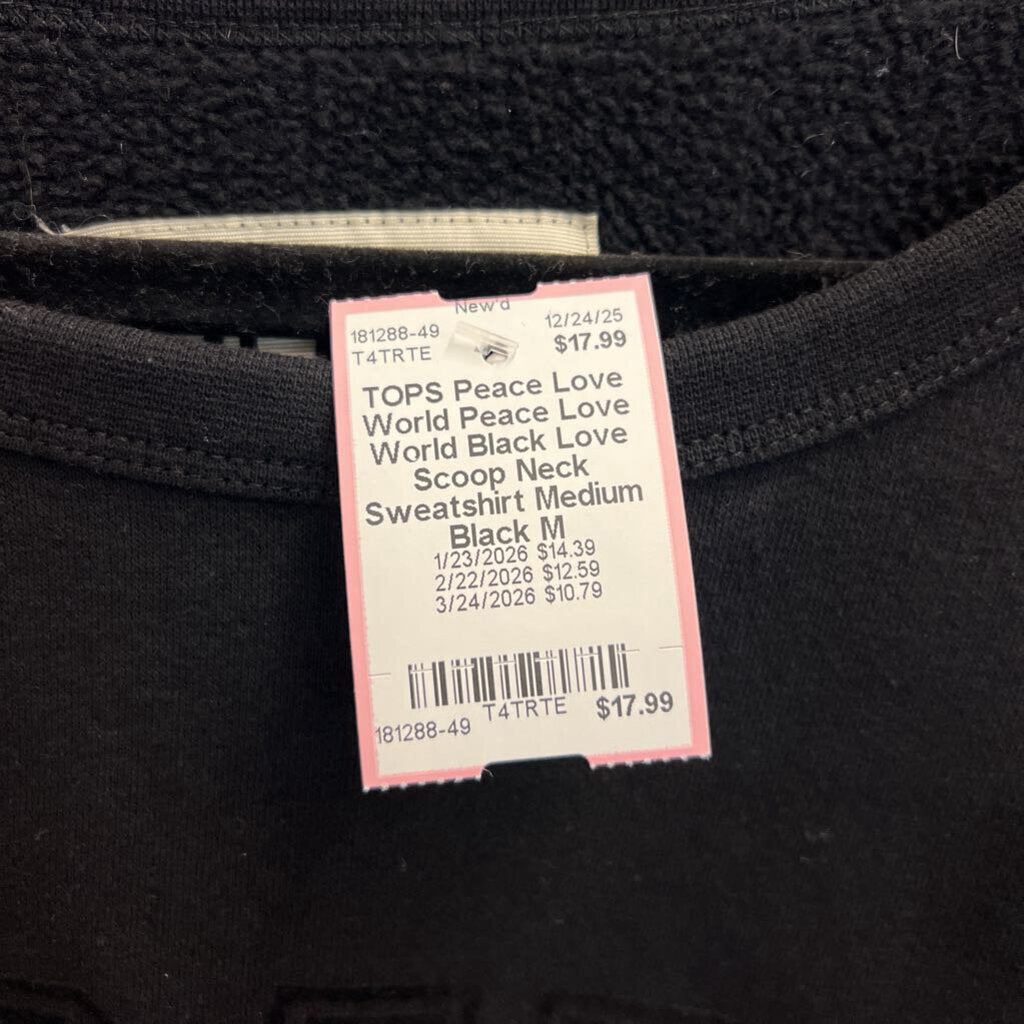 New'd
181288-49 12/24/25
T4TRTE $17.99
TOPS Peace Love
World Peace Love
World Black Love
Scoop Neck
Sweatshirt Medium
Black M
1/23/2026 $14.39
2/22/2026 $12.59
3/24/2026 $10.79
T4TRTE $17.99
181288-49